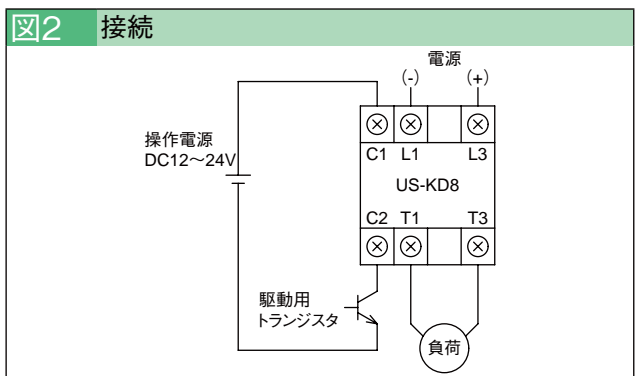 図2 接続
電源
(-) (+)
操作電源
DC12～24V
C1 L1 L3
US-KD8
C2 T1 T3
駆動用
トランジスタ
負荷